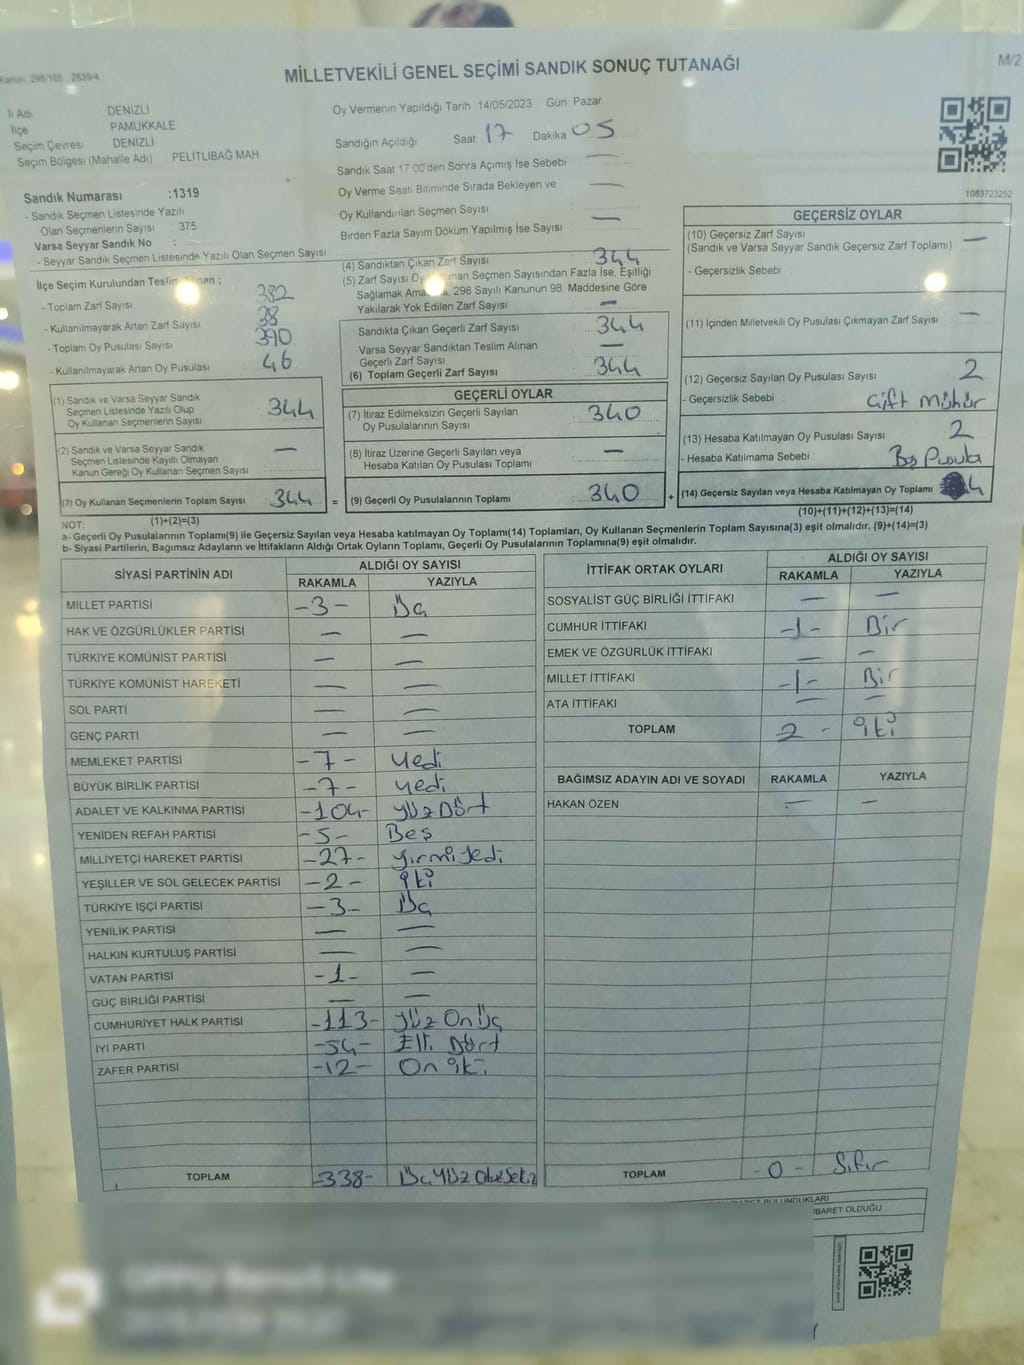 Kanun: 298/105 2839/4
MİLLETVEKİLİ GENEL SEÇİMİ SANDIK SONUÇ TUTANAĞI
M/2
İl Adı : DENİZLİ
İlçe PAMUKKALE
Seçim Çevresi DENİZLİ
Seçim Bölgesi (Mahalle Adı) PELİTLİBAĞ MAH
Oy Vermenin Yapıldığı Tarih 14/05/2023 Gün: Pazar
Sandığın Açıldığı Saat 17 Dakika 05
Sandık Saat 17 00'den Sonra Açımış İse Sebebi —
Oy Verme Saati Bitiminde Sırada Bekleyen ve
Oy Kullandırılan Seçmen Sayısı —
Birden Fazla Sayım Döküm Yapılmış İse Sayısı —
1083723252
Sandık Numarası :1319
- Sandık Seçmen Listesinde Yazılı
Olan Seçmenlerin Sayısı : 375
Varsa Seyyar Sandık No :
- Seyyar Sandık Seçmen Listesinde Yazılı Olan Seçmen Sayısı
İlçe Seçim Kurulundan Teslim Alınan ;
- Toplam Zarf Sayısı 382
- Kullanılmayarak Artan Zarf Sayısı 38
- Toplam Oy Pusulası Sayısı 390
- Kullanılmayarak Artan Oy Pusulası 46
(4) Sandıktan Çıkan Zarf Sayısı 344
(5) Zarf Sayısı Oy Kullanan Seçmen Sayısından Fazla İse, Eşitliği
Sağlamak Amacıyla, 298 Sayılı Kanunun 98. Maddesine Göre
Yakılarak Yok Edilen Zarf Sayısı —
Sandıkta Çıkan Geçerli Zarf Sayısı : 344
Varsa Seyyar Sandıktan Teslim Alınan
Geçerli Zarf Sayısı —
(6) Toplam Geçerli Zarf Sayısı : 344
GEÇERSİZ OYLAR
(10) Geçersiz Zarf Sayısı —
(Sandık ve Varsa Seyyar Sandık Geçersiz Zarf Toplamı)
- Geçersizlik Sebebi :
(11) İçinden Milletvekili Oy Pusulası Çıkmayan Zarf Sayısı —
(12) Geçersiz Sayılan Oy Pusulası Sayısı 2
- Geçersizlik Sebebi : Çift Mühür
(13) Hesaba Katılmayan Oy Pusulası Sayısı 2
- Hesaba Katılmama Sebebi : Boş Pusula
(14) Geçersiz Sayılan veya Hesaba Katılmayan Oy Toplamı 4
(10)+(11)+(12)+(13)=(14)
(1) Sandık ve Varsa Seyyar Sandık
Seçmen Listesinde Yazılı Olup
Oy Kullanan Seçmenlerin Sayısı : 344
(2) Sandık ve Varsa Seyyar Sandık
Seçmen Listesinde Kayıtlı Olmayan
Kanun Gereği Oy Kullanan Seçmen Sayısı —
(3) Oy Kullanan Seçmenlerin Toplam Sayısı : 344 =
(1)+(2)=(3)
GEÇERLİ OYLAR
(7) İtiraz Edilmeksizin Geçerli Sayılan
Oy Pusulalarının Sayısı : 340
(8) İtiraz Üzerine Geçerli Sayılan veya
Hesaba Katılan Oy Pusulası Toplamı : —
(9) Geçerli Oy Pusulalarının Toplamı : 340 +
NOT:
a- Geçerli Oy Pusulalarının Toplamı(9) ile Geçersiz Sayılan veya Hesaba katılmayan Oy Toplamı(14) Toplamları, Oy Kullanan Seçmenlerin Toplam Sayısına(3) eşit olmalıdır. (9)+(14)=(3)
b- Siyasi Partilerin, Bağımsız Adayların ve İttifakların Aldığı Ortak Oyların Toplamı, Geçerli Oy Pusulalarının Toplamına(9) eşit olmalıdır.
SİYASİ PARTİNİN ADI ALDIĞI OY SAYISI
RAKAMLA YAZIYLA
MİLLET PARTİSİ -3- Üç
HAK VE ÖZGÜRLÜKLER PARTİSİ — —
TÜRKİYE KOMÜNİST PARTİSİ — —
TÜRKİYE KOMÜNİST HAREKETİ — —
SOL PARTİ — —
GENÇ PARTİ — —
MEMLEKET PARTİSİ -7- Yedi
BÜYÜK BİRLİK PARTİSİ -7- yedi
ADALET VE KALKINMA PARTİSİ -104- YüzDört
YENİDEN REFAH PARTİSİ -5- Beş
MİLLİYETÇİ HAREKET PARTİSİ -27- Yirmiyedi
YEŞİLLER VE SOL GELECEK PARTİSİ -2- iki
TÜRKİYE İŞÇİ PARTİSİ -3- Üç
YENİLİK PARTİSİ — —
HALKIN KURTULUŞ PARTİSİ — —
VATAN PARTİSİ -1- —
GÜÇ BİRLİĞİ PARTİSİ — —
CUMHURİYET HALK PARTİSİ -113- Yüz Onüç
İYİ PARTİ -54- Elli Dört
ZAFER PARTİSİ -12- On iki
TOPLAM -338- ÜçYüz OtuzSekiz
İTTİFAK ORTAK OYLARI ALDIĞI OY SAYISI
RAKAMLA YAZIYLA
SOSYALİST GÜÇ BİRLİĞİ İTTİFAKI — —
CUMHUR İTTİFAKI -1- Bir
EMEK VE ÖZGÜRLÜK İTTİFAKI — —
MİLLET İTTİFAKI -1- Bir
ATA İTTİFAKI — —
TOPLAM 2 - iki
BAĞIMSIZ ADAYIN ADI VE SOYADI RAKAMLA YAZIYLA
HAKAN ÖZEN — —
TOPLAM -0- Sıfır
BULUNDUKLARI
İBARET OLDUĞU